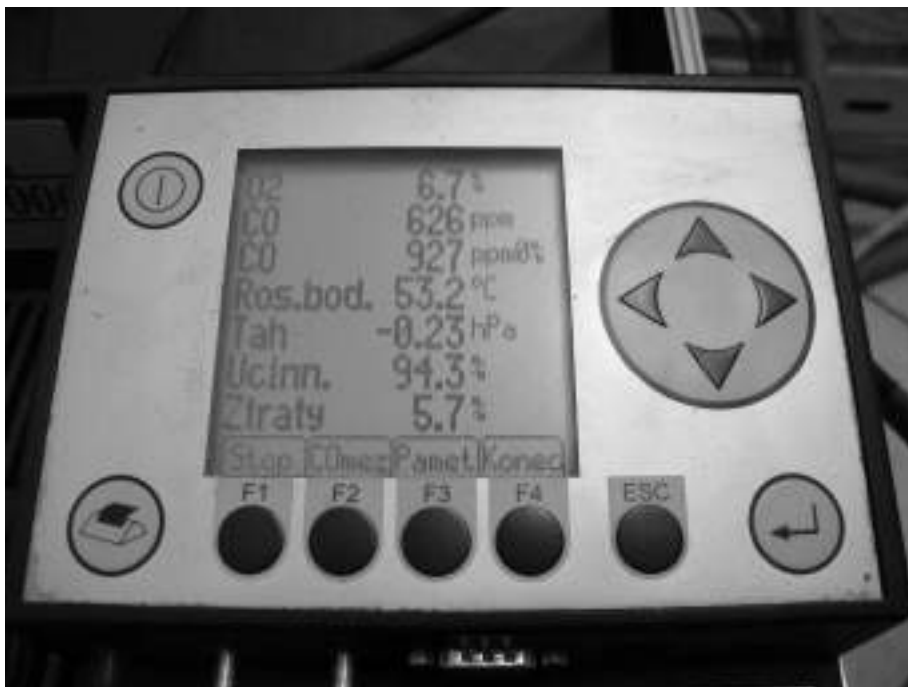 O2 6.7 %
CO 626 ppm
CO 927 ppm0%
Ros.bod. 53.2 °C
Tah -0.23 hPa
Ucinn. 94.3 %
Ztraty 5.7 %
Stop COmez Pamet Konec
F1 F2 F3 F4 ESC